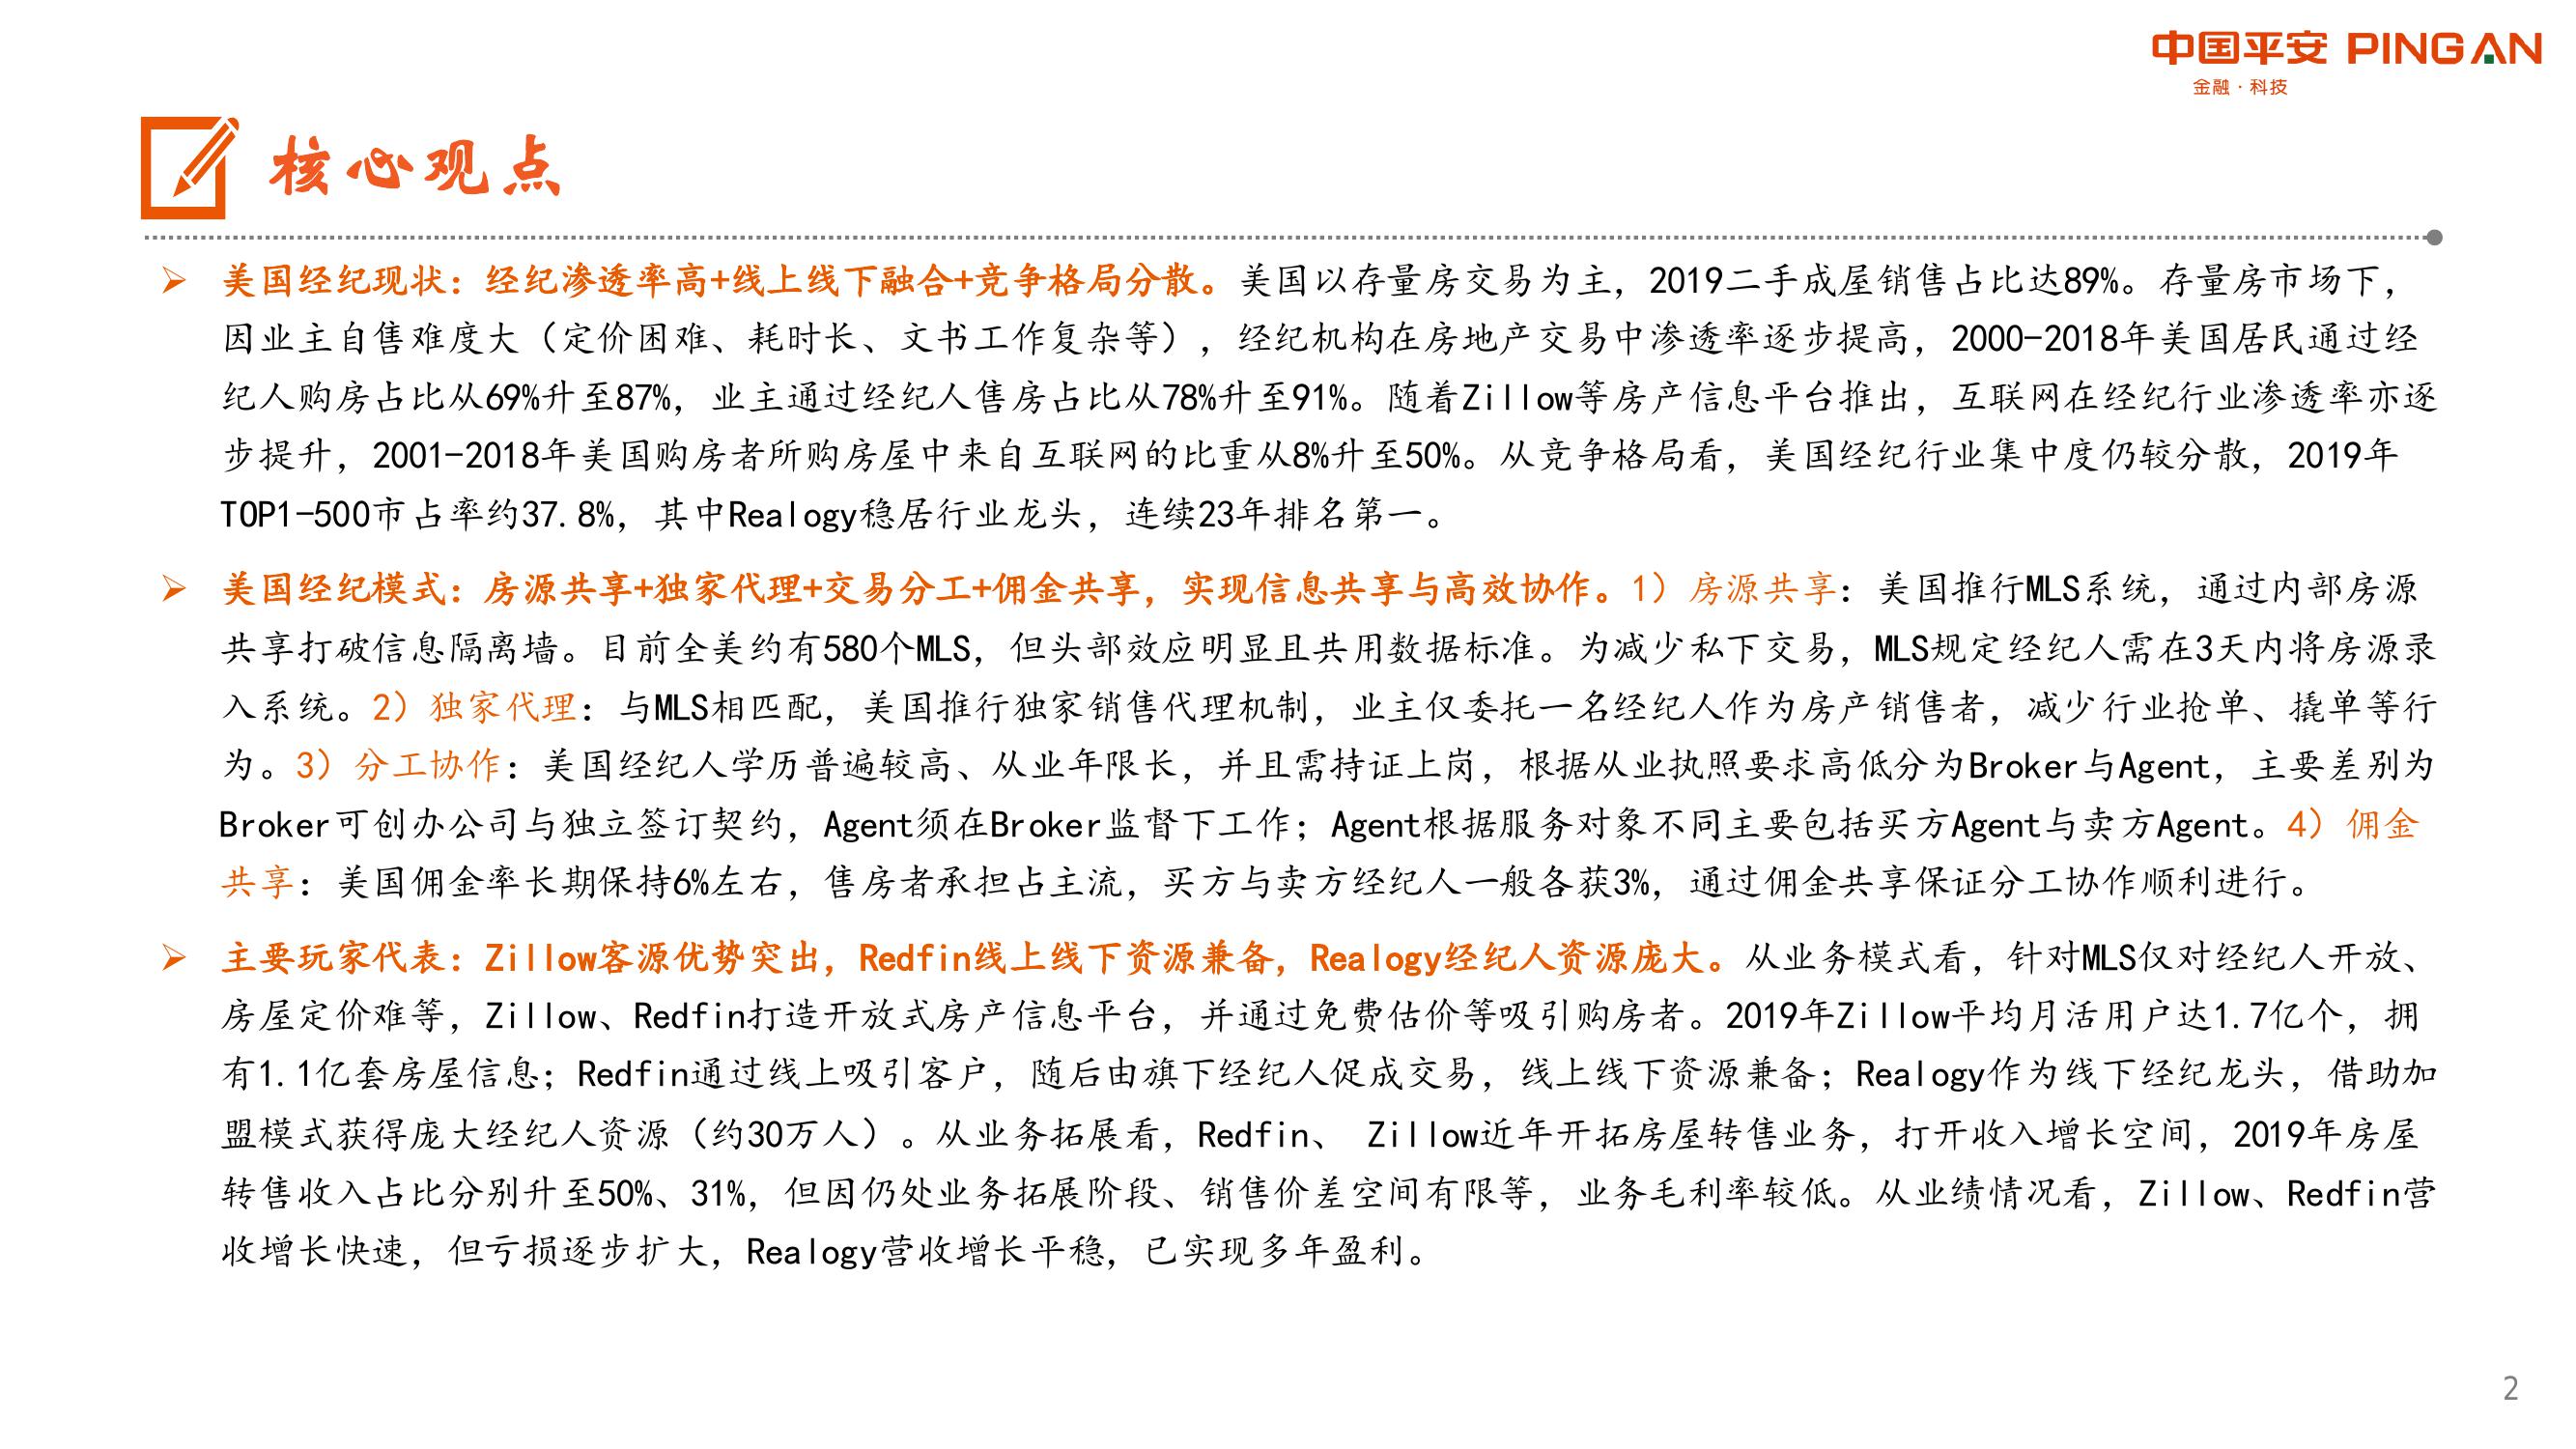 中国平安 PINGAN
金融·科技
核心观点
➢ 美国经纪现状：经纪渗透率高+线上线下融合+竞争格局分散。美国以存量房交易为主，2019二手成屋销售占比达89%。存量房市场下，
因业主自售难度大（定价困难、耗时长、文书工作复杂等），经纪机构在房地产交易中渗透率逐步提高，2000-2018年美国居民通过经
纪人购房占比从69%升至87%，业主通过经纪人售房占比从78%升至91%。随着Zillow等房产信息平台推出，互联网在经纪行业渗透率亦逐
步提升，2001-2018年美国购房者所购房屋中来自互联网的比重从8%升至50%。从竞争格局看，美国经纪行业集中度仍较分散，2019年
TOP1-500市占率约37.8%，其中Realogy稳居行业龙头，连续23年排名第一。
➢ 美国经纪模式：房源共享+独家代理+交易分工+佣金共享，实现信息共享与高效协作。1）房源共享：美国推行MLS系统，通过内部房源
共享打破信息隔离墙。目前全美约有580个MLS，但头部效应明显且共用数据标准。为减少私下交易，MLS规定经纪人需在3天内将房源录
入系统。2）独家代理：与MLS相匹配，美国推行独家销售代理机制，业主仅委托一名经纪人作为房产销售者，减少行业抢单、撬单等行
为。3）分工协作：美国经纪人学历普遍较高、从业年限长，并且需持证上岗，根据从业执照要求高低分为Broker与Agent，主要差别为
Broker可创办公司与独立签订契约，Agent须在Broker监督下工作；Agent根据服务对象不同主要包括买方Agent与卖方Agent。4）佣金
共享：美国佣金率长期保持6%左右，售房者承担占主流，买方与卖方经纪人一般各获3%，通过佣金共享保证分工协作顺利进行。
➢ 主要玩家代表：Zillow客源优势突出，Redfin线上线下资源兼备，Realogy经纪人资源庞大。从业务模式看，针对MLS仅对经纪人开放、
房屋定价难等，Zillow、Redfin打造开放式房产信息平台，并通过免费估价等吸引购房者。2019年Zillow平均月活用户达1.7亿个，拥
有1.1亿套房屋信息；Redfin通过线上吸引客户，随后由旗下经纪人促成交易，线上线下资源兼备；Realogy作为线下经纪龙头，借助加
盟模式获得庞大经纪人资源（约30万人）。从业务拓展看，Redfin、 Zillow近年开拓房屋转售业务，打开收入增长空间，2019年房屋
转售收入占比分别升至50%、31%，但因仍处业务拓展阶段、销售价差空间有限等，业务毛利率较低。从业绩情况看，Zillow、Redfin营
收增长快速，但亏损逐步扩大，Realogy营收增长平稳，已实现多年盈利。
2